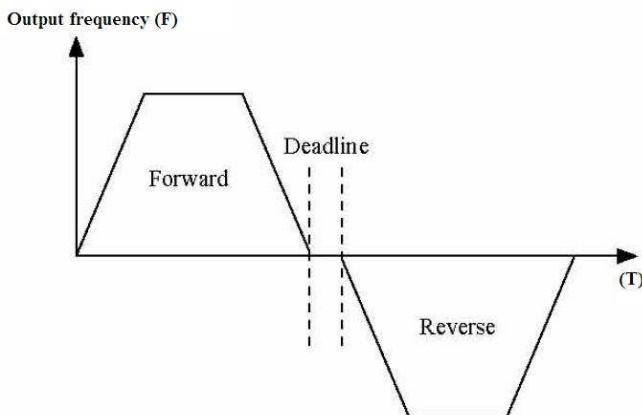 Output frequency (F)
Deadline
Forward
(T)
Reverse